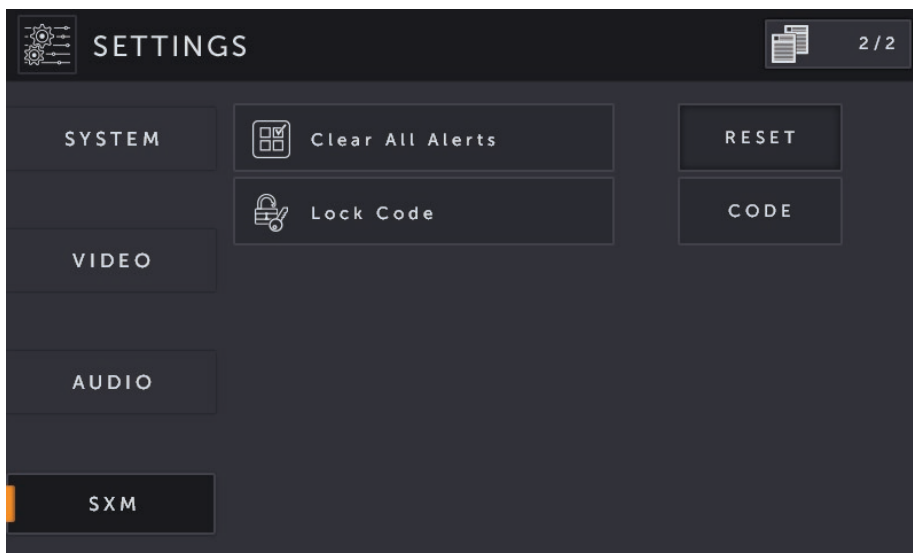 SETTINGS
2/2
SYSTEM
Clear All Alerts
RESET
Lock Code
CODE
VIDEO
AUDIO
SXM